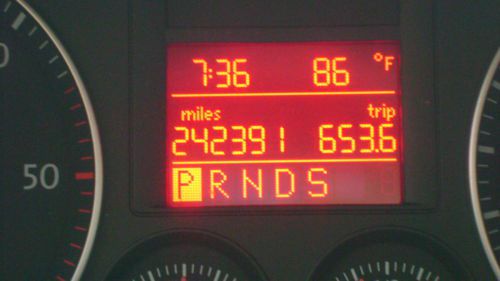 7:36 86 °F
miles trip
242391 653.6
P R N D S
50